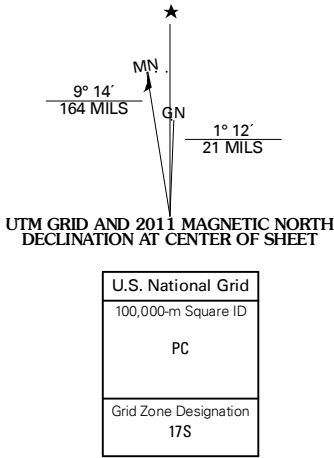 ★
MN
9° 14´
164 MILS
GN
1° 12´
21 MILS
UTM GRID AND 2011 MAGNETIC NORTH
DECLINATION AT CENTER OF SHEET
U.S. National Grid
100,000-m Square ID
PC
Grid Zone Designation
17S